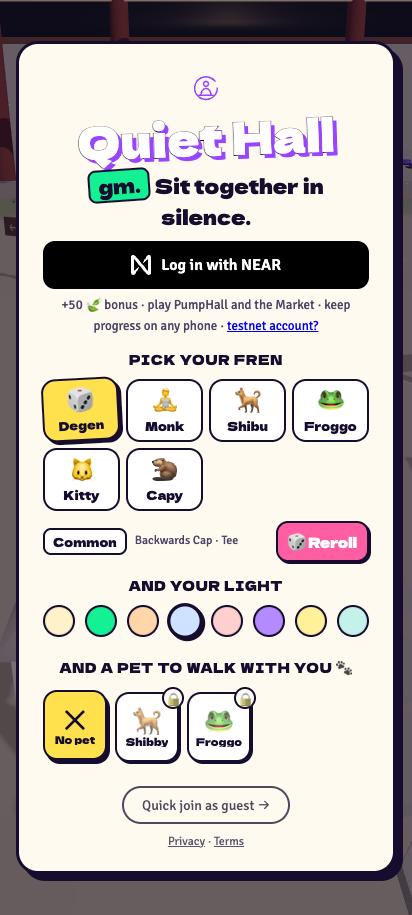 Quiet Hall
gm. Sit together in
silence.
Log in with NEAR
+50 🍃 bonus · play PumpHall and the Market · keep
progress on any phone · testnet account?
PICK YOUR FREN
Degen Monk Shibu Froggo
Kitty Capy
Common Backwards Cap · Tee Reroll
AND YOUR LIGHT
AND A PET TO WALK WITH YOU 🐾
No pet Shibby Froggo
Quick join as guest →
Privacy · Terms